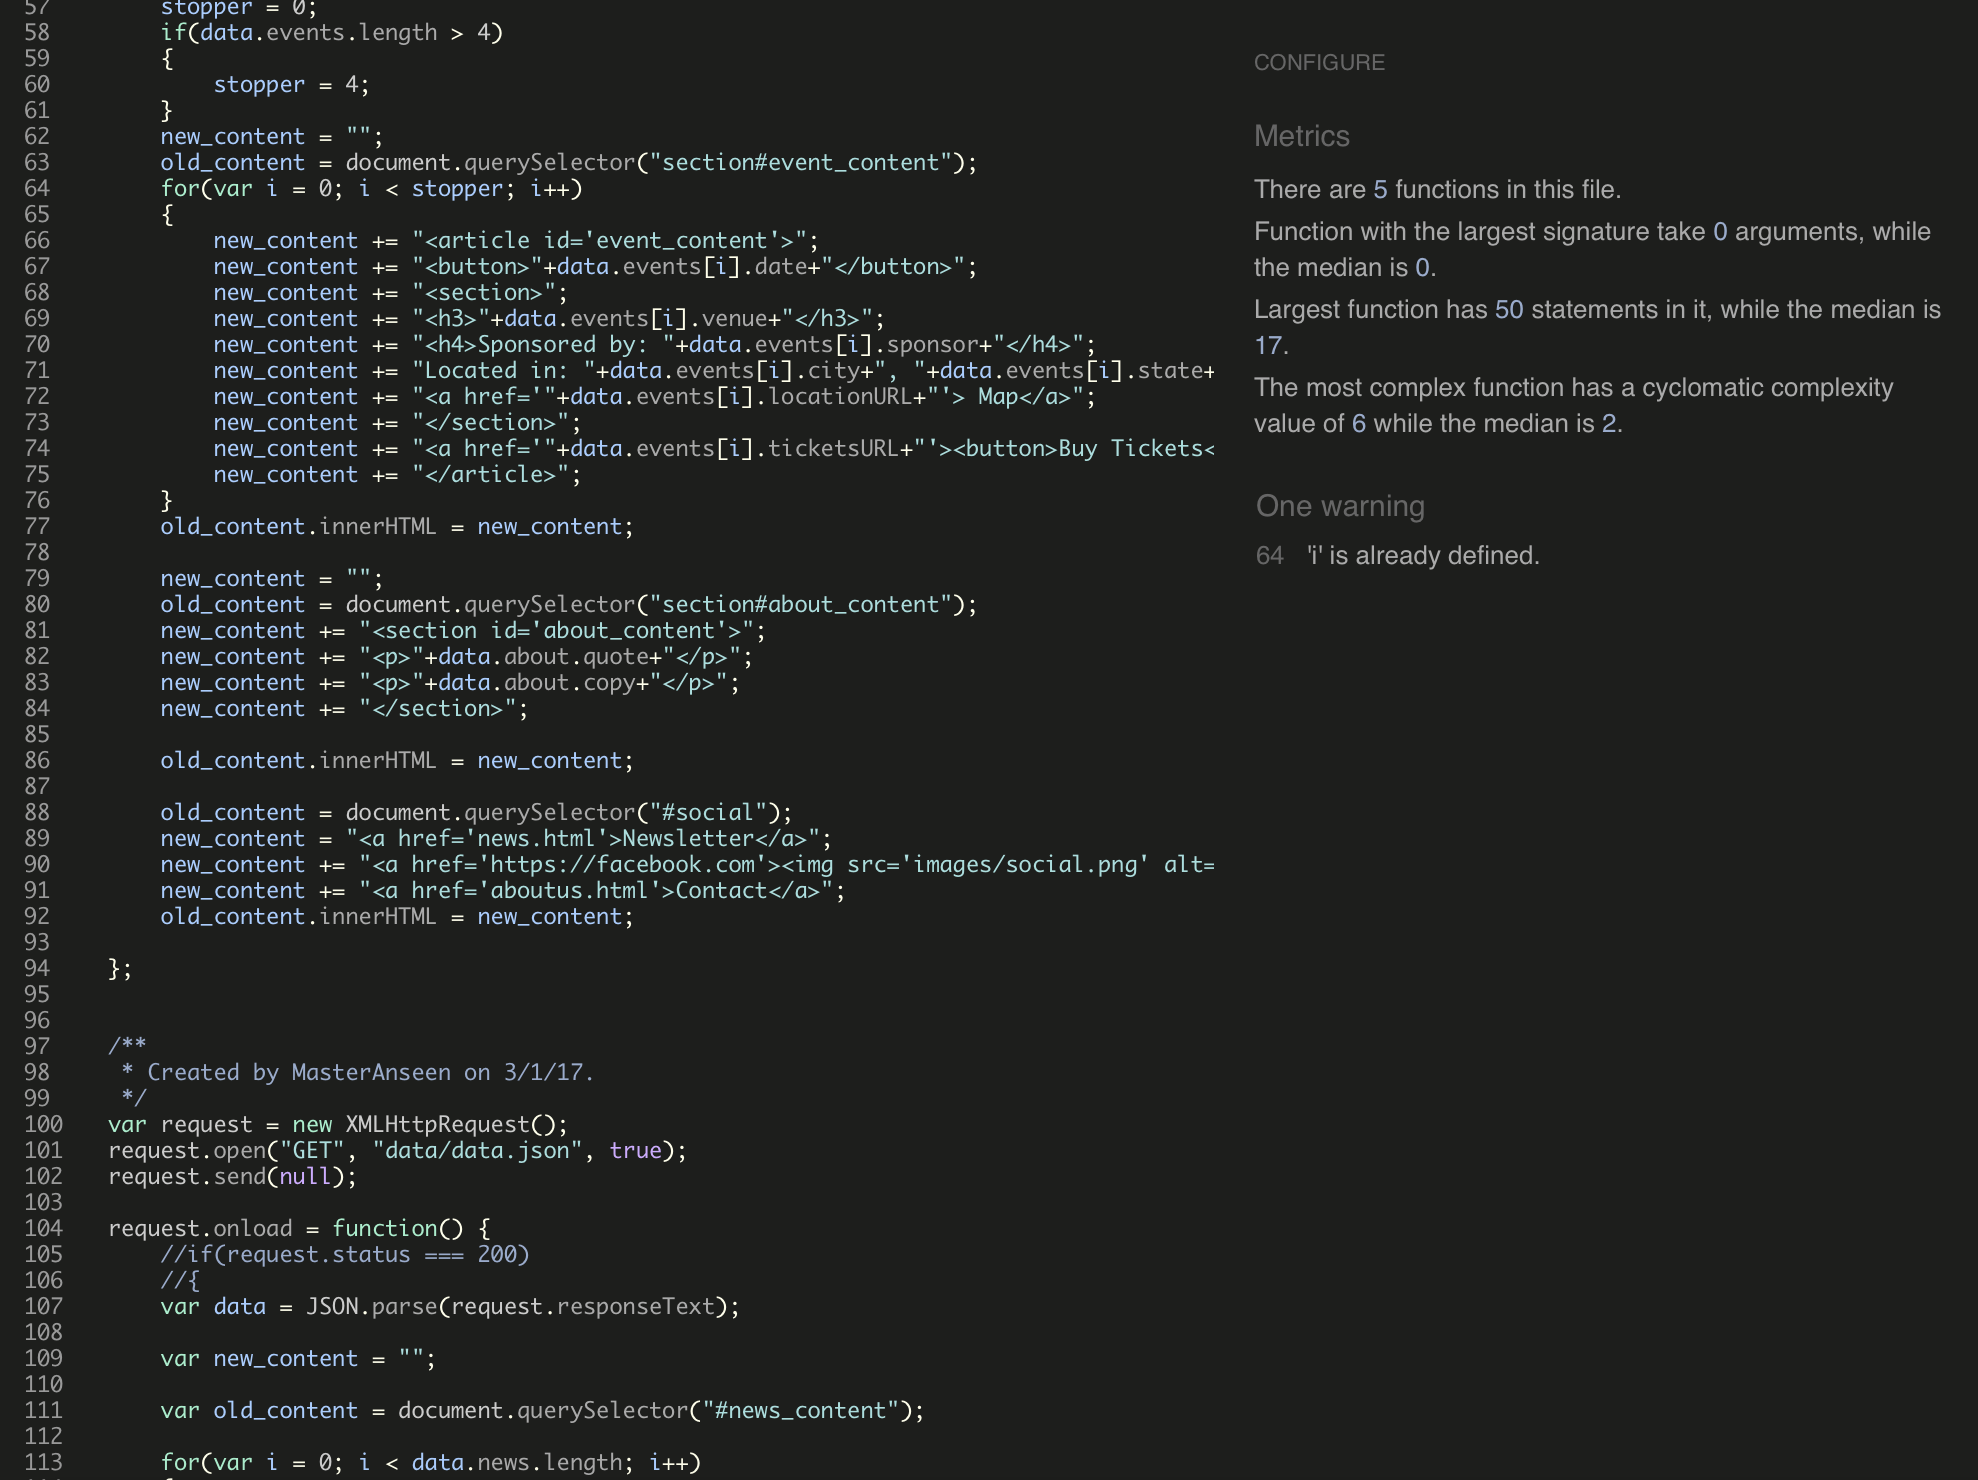 57 stopper = 0;
58 if(data.events.length > 4)
59 {
60 stopper = 4;
61 }
62 new_content = "";
63 old_content = document.querySelector("section#event_content");
64 for(var i = 0; i < stopper; i++)
65 {
66 new_content += "<article id='event_content'>";
67 new_content += "<button>"+data.events[i].date+"</button>";
68 new_content += "<section>";
69 new_content += "<h3>"+data.events[i].venue+"</h3>";
70 new_content += "<h4>Sponsored by: "+data.events[i].sponsor+"</h4>";
71 new_content += "Located in: "+data.events[i].city+", "+data.events[i].state+
72 new_content += "<a href='"+data.events[i].locationURL+"'> Map</a>";
73 new_content += "</section>";
74 new_content += "<a href='"+data.events[i].ticketsURL+"'><button>Buy Tickets<
75 new_content += "</article>";
76 }
77 old_content.innerHTML = new_content;
78
79 new_content = "";
80 old_content = document.querySelector("section#about_content");
81 new_content += "<section id='about_content'>";
82 new_content += "<p>"+data.about.quote+"</p>";
83 new_content += "<p>"+data.about.copy+"</p>";
84 new_content += "</section>";
85
86 old_content.innerHTML = new_content;
87
88 old_content = document.querySelector("#social");
89 new_content = "<a href='news.html'>Newsletter</a>";
90 new_content += "<a href='https://facebook.com'><img src='images/social.png' alt=
91 new_content += "<a href='aboutus.html'>Contact</a>";
92 old_content.innerHTML = new_content;
93
94 };
95
96
97 /**
98 * Created by MasterAnseen on 3/1/17.
99 */
100 var request = new XMLHttpRequest();
101 request.open("GET", "data/data.json", true);
102 request.send(null);
103
104 request.onload = function() {
105 //if(request.status === 200)
106 //{
107 var data = JSON.parse(request.responseText);
108
109 var new_content = "";
110
111 var old_content = document.querySelector("#news_content");
112
113 for(var i = 0; i < data.news.length; i++)
CONFIGURE
Metrics
There are 5 functions in this file.
Function with the largest signature take 0 arguments, while
the median is 0.
Largest function has 50 statements in it, while the median is
17.
The most complex function has a cyclomatic complexity
value of 6 while the median is 2.
One warning
64 'i' is already defined.